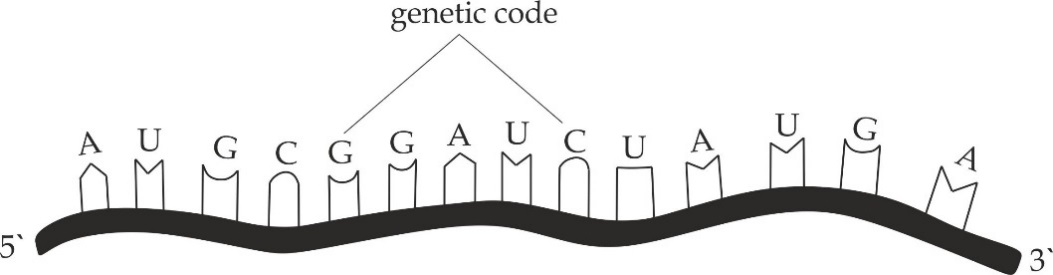 genetic code
A U G C G G A U C U A U G A
5` 3`